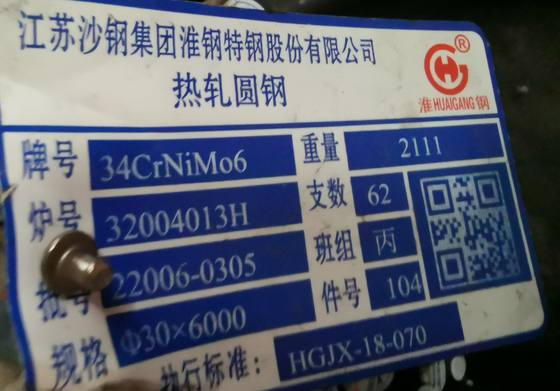 江苏沙钢集团淮钢特钢股份有限公司
热轧圆钢
® 淮HUAIGANG钢
牌号 34CrNiMo6 重量 2111
炉号 32004013H 支数 62
批号 22006-0305 班组 丙
规格 Φ30×6000 件号 104
执行标准: HGJX-18-070